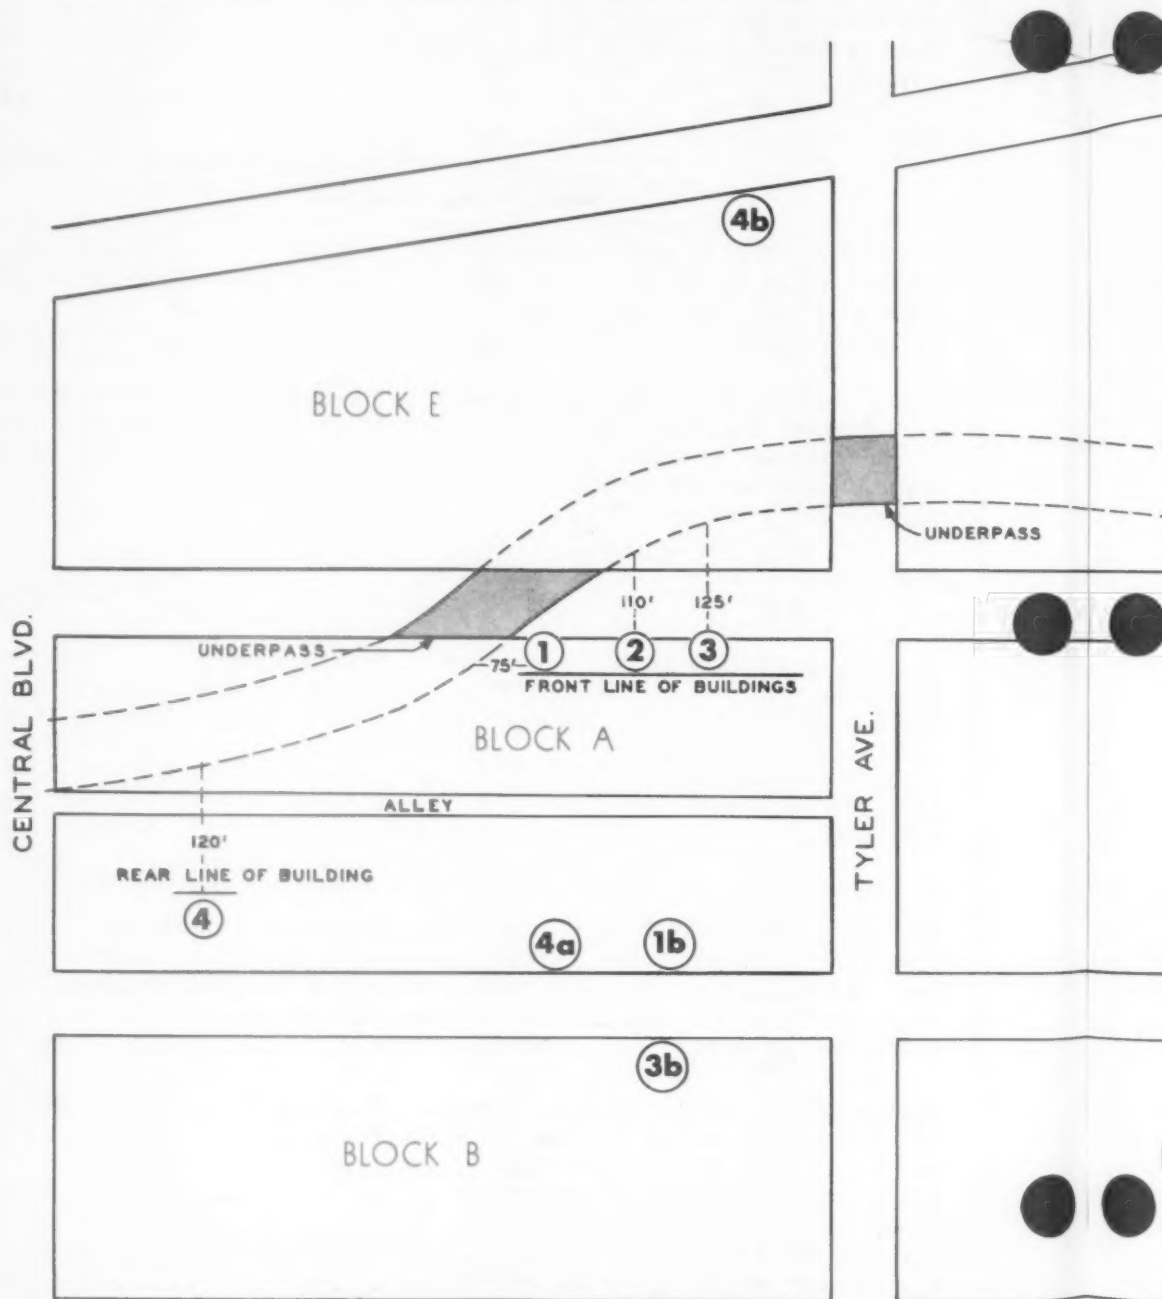 4b
BLOCK E
UNDERPASS
110' 125'
UNDERPASS
1 2 3
75'
FRONT LINE OF BUILDINGS
BLOCK A
CENTRAL BLVD.
TYLER AVE.
ALLEY
120'
REAR LINE OF BUILDING
4
4a 1b
3b
BLOCK B